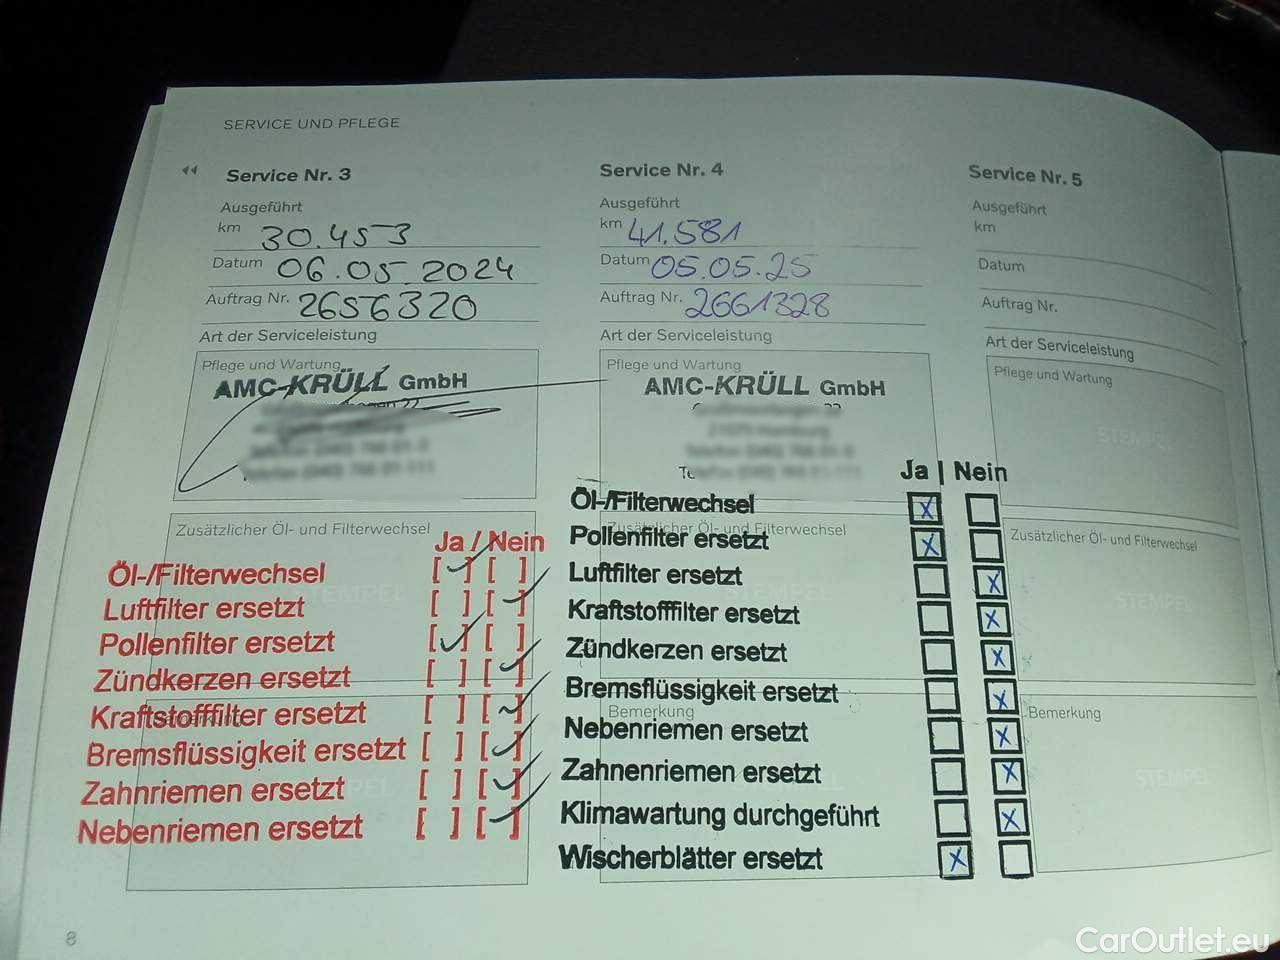 SERVICE UND PFLEGE
Service Nr. 3
Ausgeführt
km 30.453
Datum 06.05.2024
Auftrag Nr. 2656320
Art der Serviceleistung
Pflege und Wartung
AMC-KRÜLL GmbH
Zusätzlicher Öl- und Filterwechsel
Ja / Nein
Öl-/Filterwechsel [ ] [ ]
Luftfilter ersetzt [ ] [ ]
Pollenfilter ersetzt [ ] [ ]
Zündkerzen ersetzt [ ] [ ]
Kraftstofffilter ersetzt [ ] [ ]
Bremsflüssigkeit ersetzt [ ] [ ]
Zahnriemen ersetzt [ ] [ ]
Nebenriemen ersetzt [ ] [ ]
Service Nr. 4
Ausgeführt
km 41.581
Datum 05.05.25
Auftrag Nr. 2661328
Art der Serviceleistung
Pflege und Wartung
AMC-KRÜLL GmbH
Ja | Nein
Öl-/Filterwechsel
Zusätzlicher Öl- und Filterwechsel
Pollenfilter ersetzt
Luftfilter ersetzt
Kraftstofffilter ersetzt
Zündkerzen ersetzt
Bremsflüssigkeit ersetzt
Bemerkung
Nebenriemen ersetzt
Zahnenriemen ersetzt
Klimawartung durchgeführt
Wischerblätter ersetzt
Service Nr. 5
Ausgeführt
km
Datum
Auftrag Nr.
Art der Serviceleistung
Pflege und Wartung
STEMPEL
Zusätzlicher Öl- und Filterwechsel
STEMPEL
Bemerkung
STEMPEL
8
CarOutlet.eu